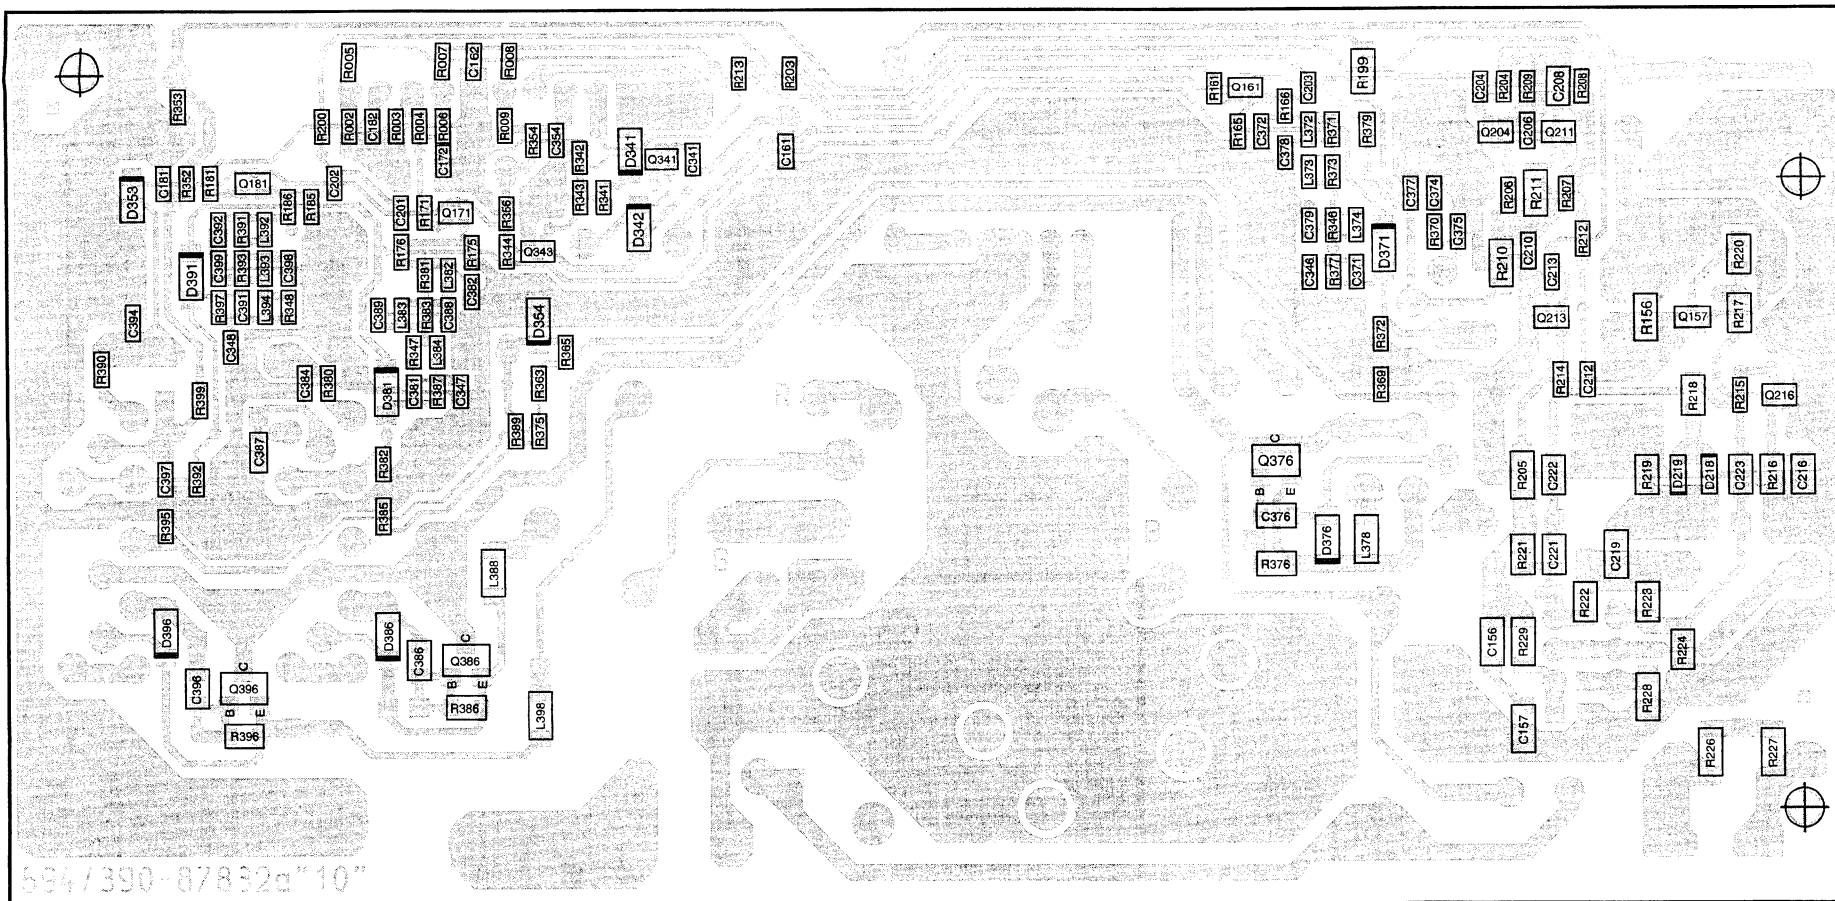 R005 R007 C162 R008 R213 R203 R161 Q161 R166 C203 R199 C204 R204 R209 C208 R208
R353 R200 R002 C192 R003 R004 R006 R009 R354 C354 R342 D341 Q341 C341 C161 R165 C372 C378 L372 R371 R379 Q204 Q206 Q211
C172 L373 R373
D353 C181 R352 R181 Q181 R186 R185 C202 C201 R171 Q171 R356 R343 R341 D342 C377 C374 R206 R211 R207
C392 R391 L392 R176 R175 R344 Q343 C379 R346 L374 D371 R370 C375 R210 C210 R212 R220
D391 C399 R393 L393 C398 R381 L382 C382 C346 R377 C371 C213
C394 R397 C391 L394 R348 C389 L383 R383 C388 D354 R372 Q213 R156 Q157 R217
C348 R347 L384 R365
R390 R399 C384 R380 D381 C381 R387 C347 R363 R369 R214 C212 R218 R215 Q216
C387 R389 R375 C
Q376
C397 R392 R382 B E R205 C222 R219 D219 D218 C223 R216 C216
R395 R385 C376 D376 L378
L388 R376 R221 C221 C219
R222 R223
D396 D386 C C156 R229 R224
C386 Q386
C396 C Q396 B E R228
B E R386 L398 C157
R396 R226 R227